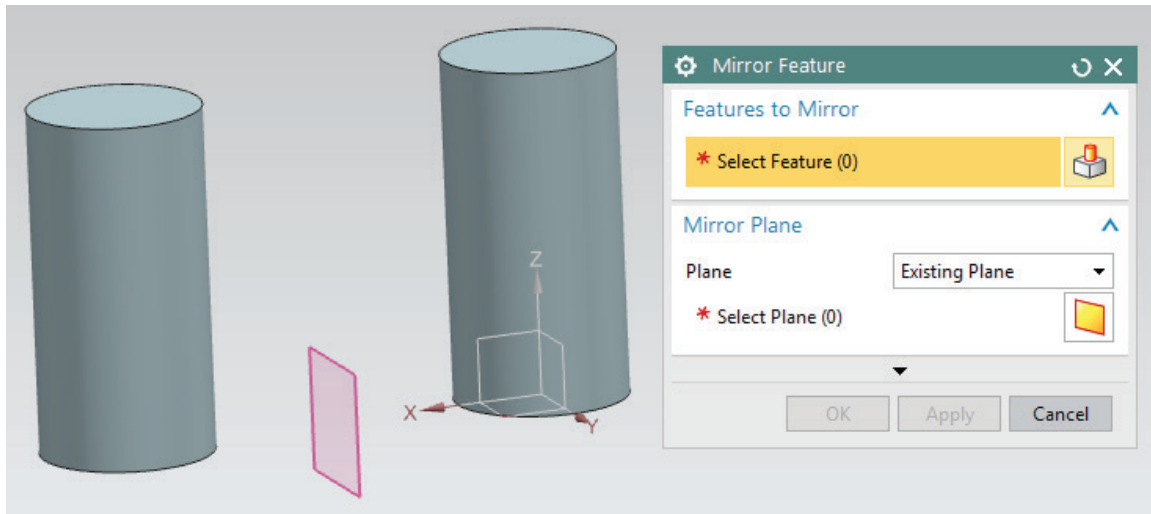 Mirror Feature
Features to Mirror
* Select Feature (0)
Mirror Plane
Plane Existing Plane
* Select Plane (0)
OK Apply Cancel
Z
X
Y